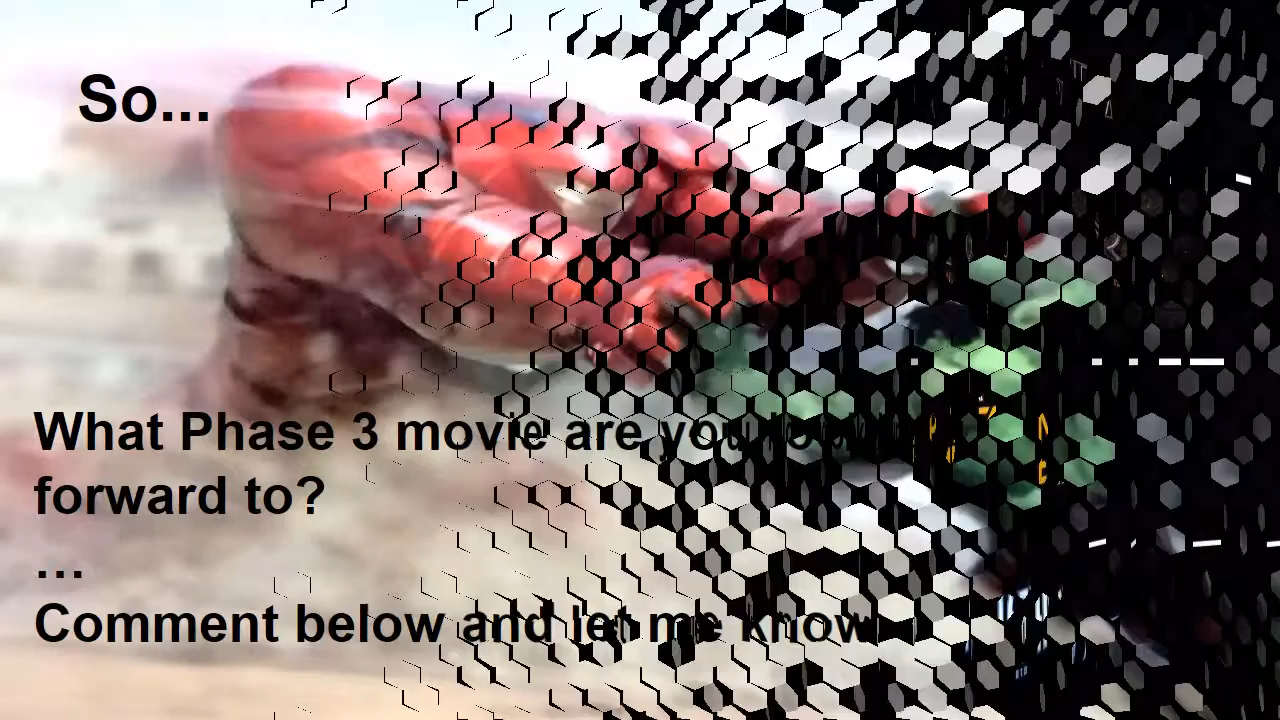 So...
What Phase 3 movie are you
forward to?
...
Comment below and let me know